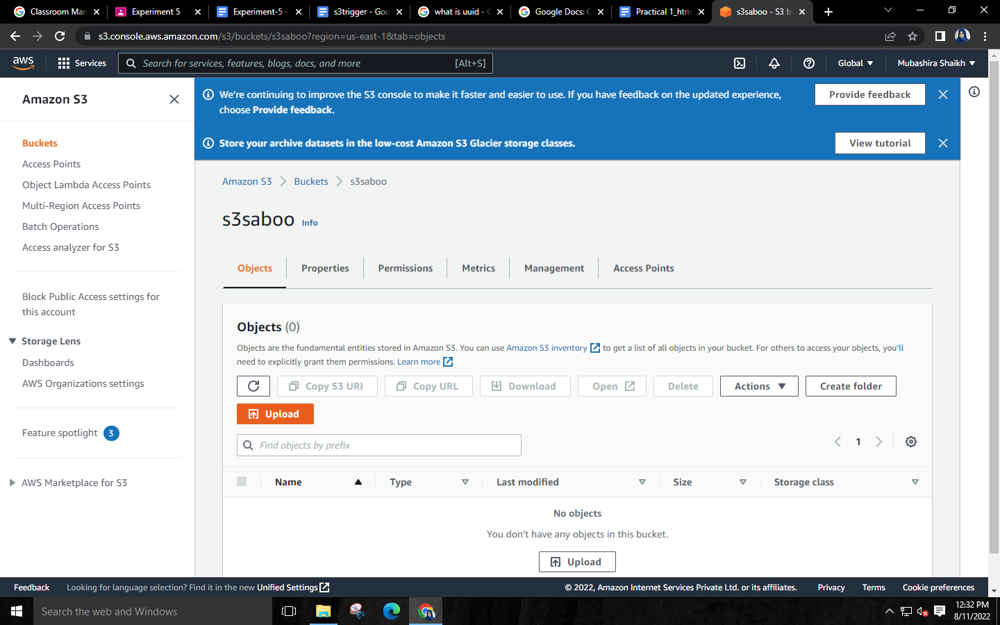 Classroom Man
Experiment 5
Experiment-5 -
s3trigger - Goo
what is uuid - G
Google Docs: C
Practical 1_htm
s3saboo - S3 bu
s3.console.aws.amazon.com/s3/buckets/s3saboo?region=us-east-1&tab=objects
aws
Services
Search for services, features, blogs, docs, and more
[Alt+S]
Global
Mubashira Shaikh
Amazon S3
Buckets
Access Points
Object Lambda Access Points
Multi-Region Access Points
Batch Operations
Access analyzer for S3
Block Public Access settings for
this account
Storage Lens
Dashboards
AWS Organizations settings
Feature spotlight 3
AWS Marketplace for S3
We're continuing to improve the S3 console to make it faster and easier to use. If you have feedback on the updated experience,
choose Provide feedback.
Provide feedback
Store your archive datasets in the low-cost Amazon S3 Glacier storage classes.
View tutorial
Amazon S3 > Buckets > s3saboo
s3saboo Info
Objects
Properties
Permissions
Metrics
Management
Access Points
Objects (0)
Objects are the fundamental entities stored in Amazon S3. You can use Amazon S3 inventory to get a list of all objects in your bucket. For others to access your objects, you'll
need to explicitly grant them permissions. Learn more
Copy S3 URI
Copy URL
Download
Open
Delete
Actions
Create folder
Upload
Find objects by prefix
1
Name
Type
Last modified
Size
Storage class
No objects
You don't have any objects in this bucket.
Upload
Feedback
Looking for language selection? Find it in the new Unified Settings
© 2022, Amazon Internet Services Private Ltd. or its affiliates.
Privacy
Terms
Cookie preferences
Search the web and Windows
12:32 PM
8/11/2022